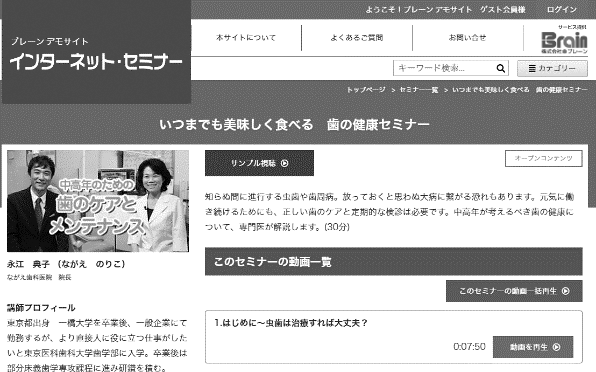 ようこそ！ブレーン デモサイト　ゲスト会員様　ログイン
ブレーン デモサイト
インターネット・セミナー
本サイトについて　よくあるご質問　お問い合せ
サービス提供
Brain
株式会社ブレーン
キーワード検索...　カテゴリー
トップページ　>　セミナー一覧　>　いつまでも美味しく食べる　歯の健康セミナー
いつまでも美味しく食べる　歯の健康セミナー
サンプル視聴
オープンコンテンツ
中高年のための
歯のケアと
メンテナンス
知らぬ間に進行する虫歯や歯周病。放っておくと思わぬ大病に繋がる恐れもあります。元気に働
き続けるためにも、正しい歯のケアと定期的な検診は必要です。中高年が考えるべき歯の健康に
ついて、専門医が解説します。(30分)
永江　典子　（ながえ　のりこ）
ながえ歯科医院　院長
このセミナーの動画一覧
このセミナーの動画一括再生
講師プロフィール
東京都出身　一橋大学を卒業後、一般企業にて
勤務するが、より直接人に役に立つ仕事がした
いと東京医科歯科大学歯学部に入学。卒業後は
部分床義歯学専攻課程に進み研鑽を積む。
1.はじめに〜虫歯は治療すれば大丈夫？
0:07:50　動画を再生